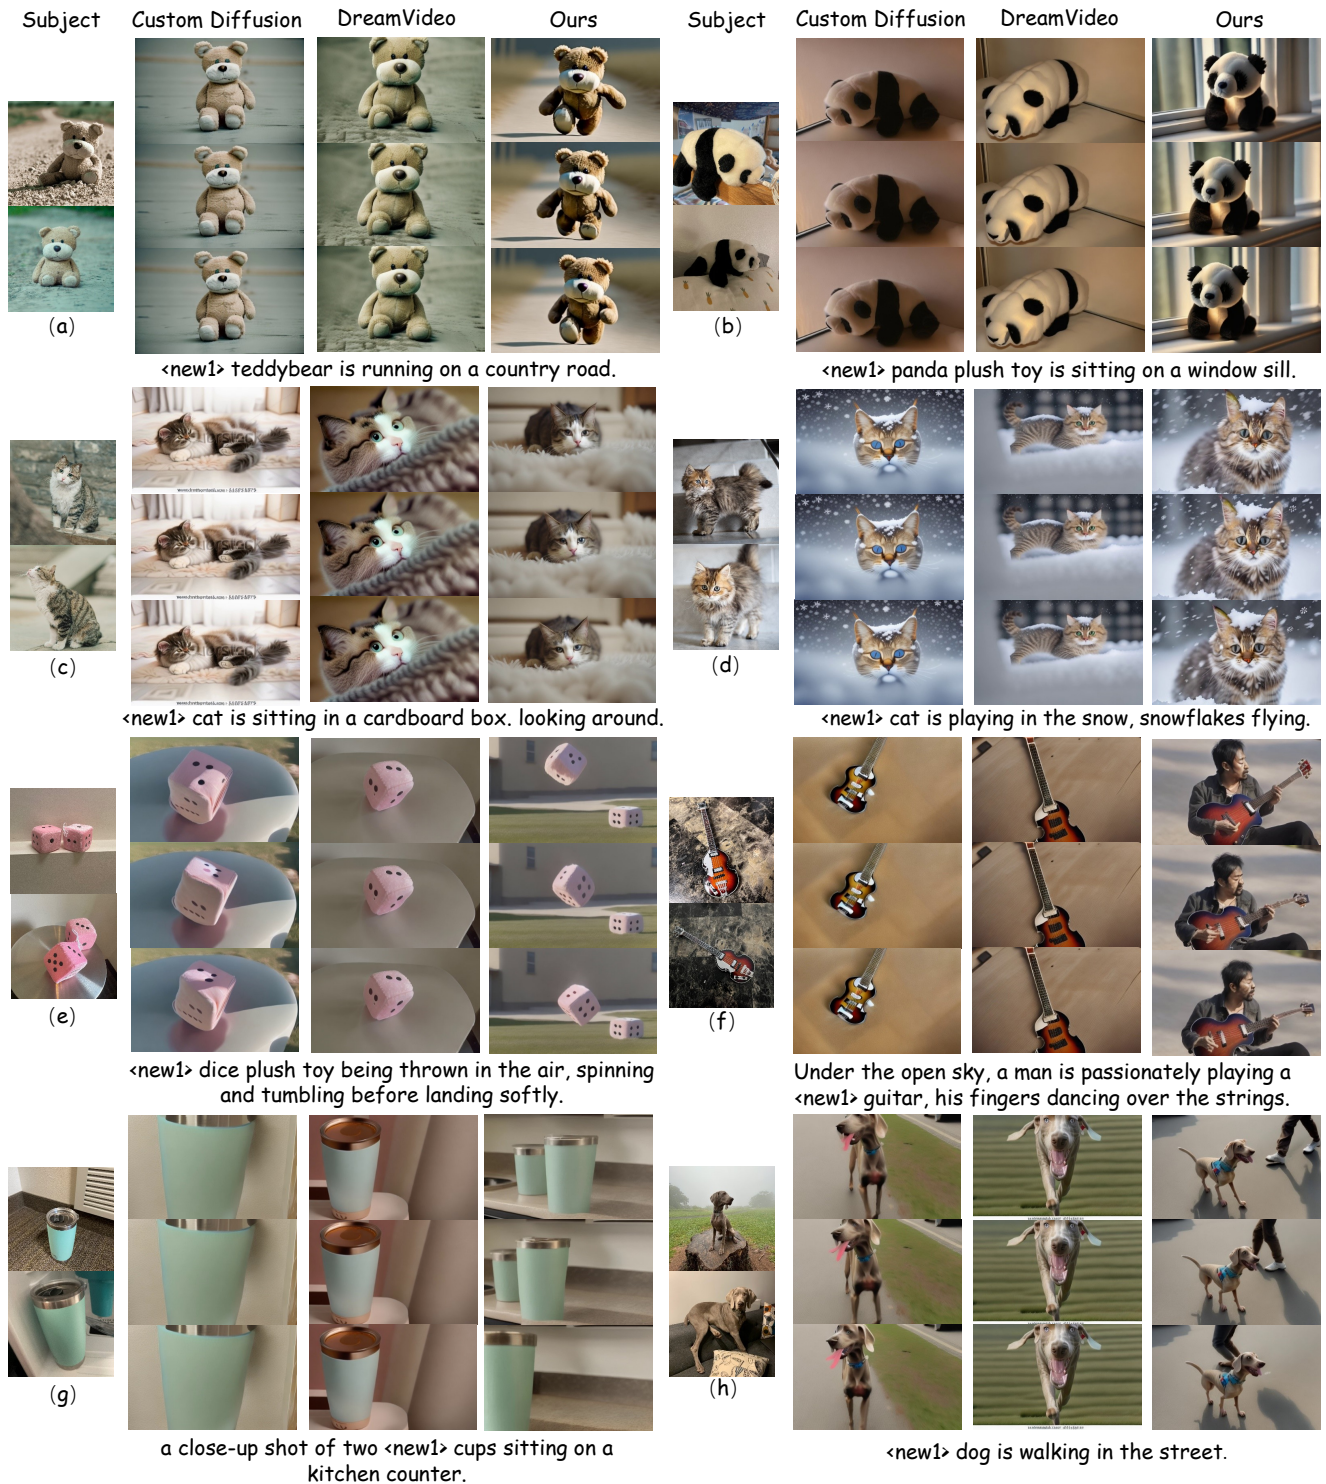 Subject Custom Diffusion DreamVideo Ours Subject Custom Diffusion DreamVideo Ours
(a)
(b)
<new1> teddybear is running on a country road.
<new1> panda plush toy is sitting on a window sill.
(c)
(d)
<new1> cat is sitting in a cardboard box. looking around.
<new1> cat is playing in the snow, snowflakes flying.
(e)
(f)
<new1> dice plush toy being thrown in the air, spinning
and tumbling before landing softly.
Under the open sky, a man is passionately playing a
<new1> guitar, his fingers dancing over the strings.
(g)
(h)
a close-up shot of two <new1> cups sitting on a
kitchen counter.
<new1> dog is walking in the street.